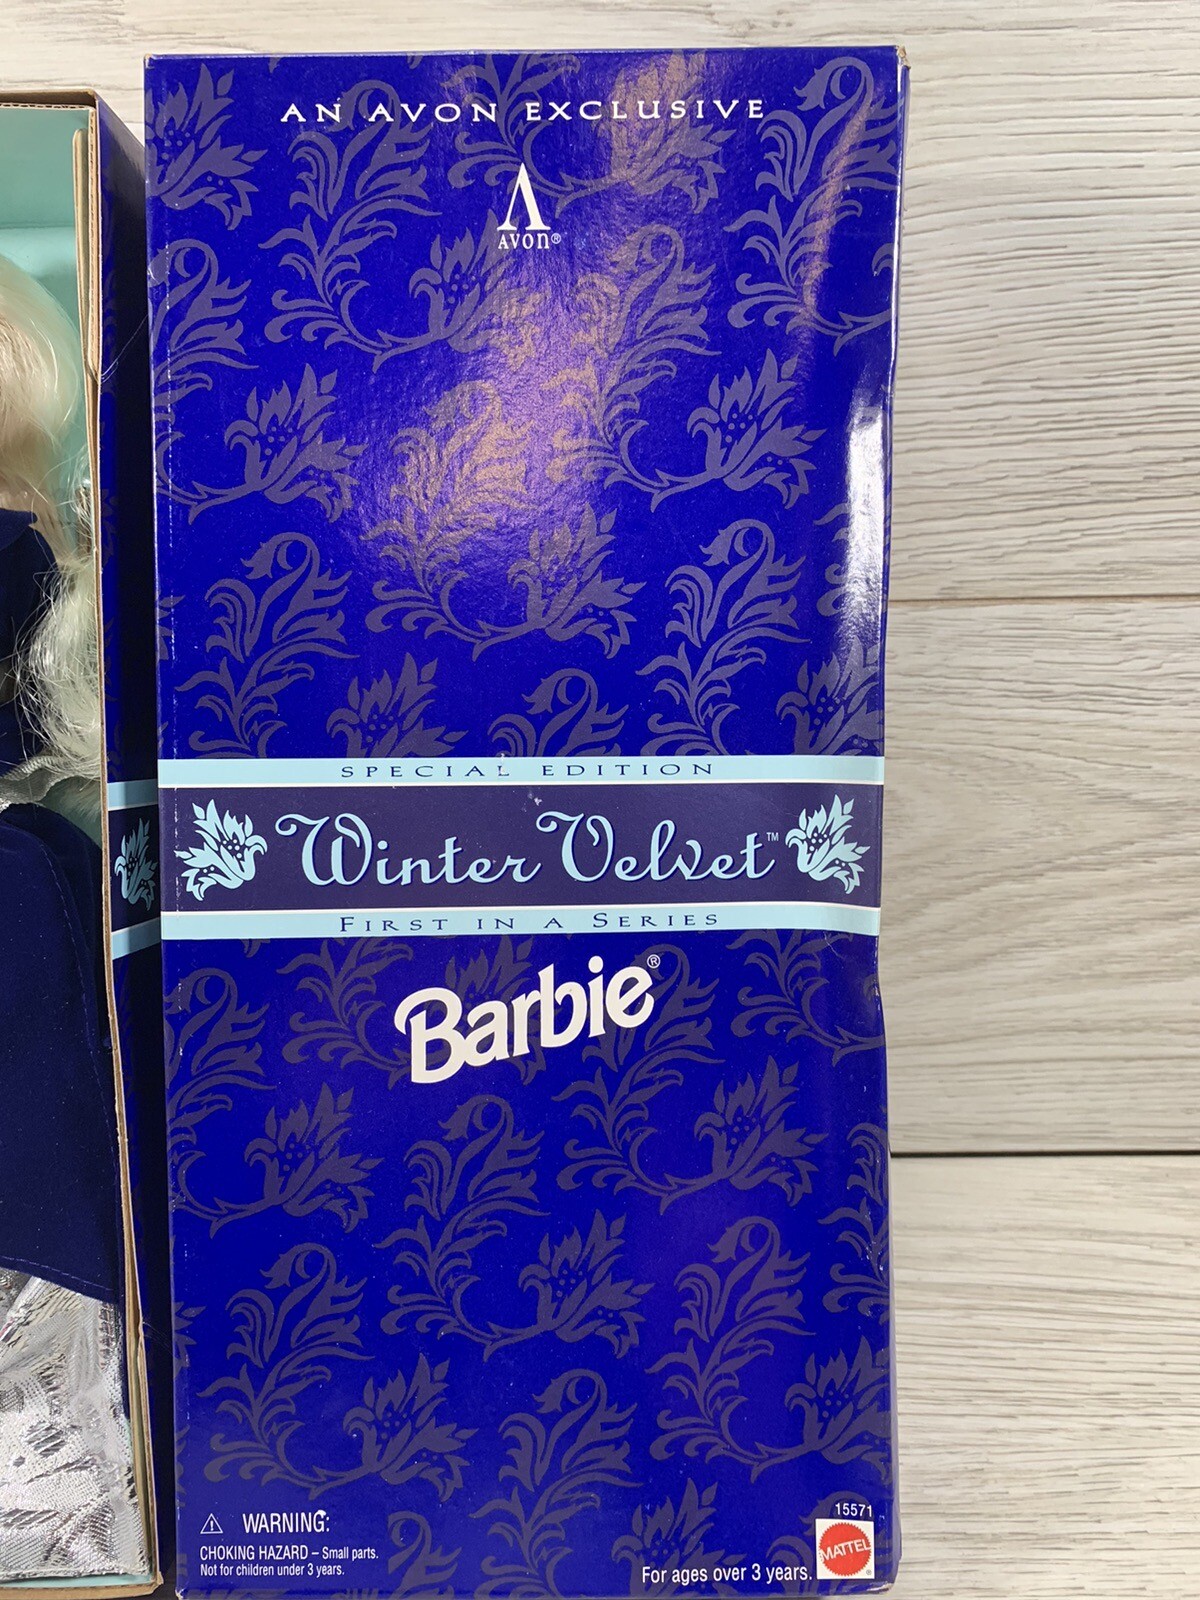 AN AVON EXCLUSIVE
A
AVON®
SPECIAL EDITION
Winter Velvet™
FIRST IN A SERIES
Barbie®
⚠ WARNING:
CHOKING HAZARD – Small parts.
Not for children under 3 years.
15571
MATTEL®
For ages over 3 years.